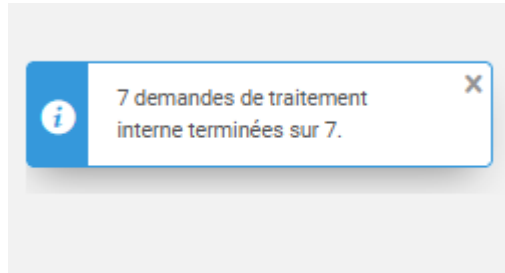 7 demandes de traitement
interne terminées sur 7.